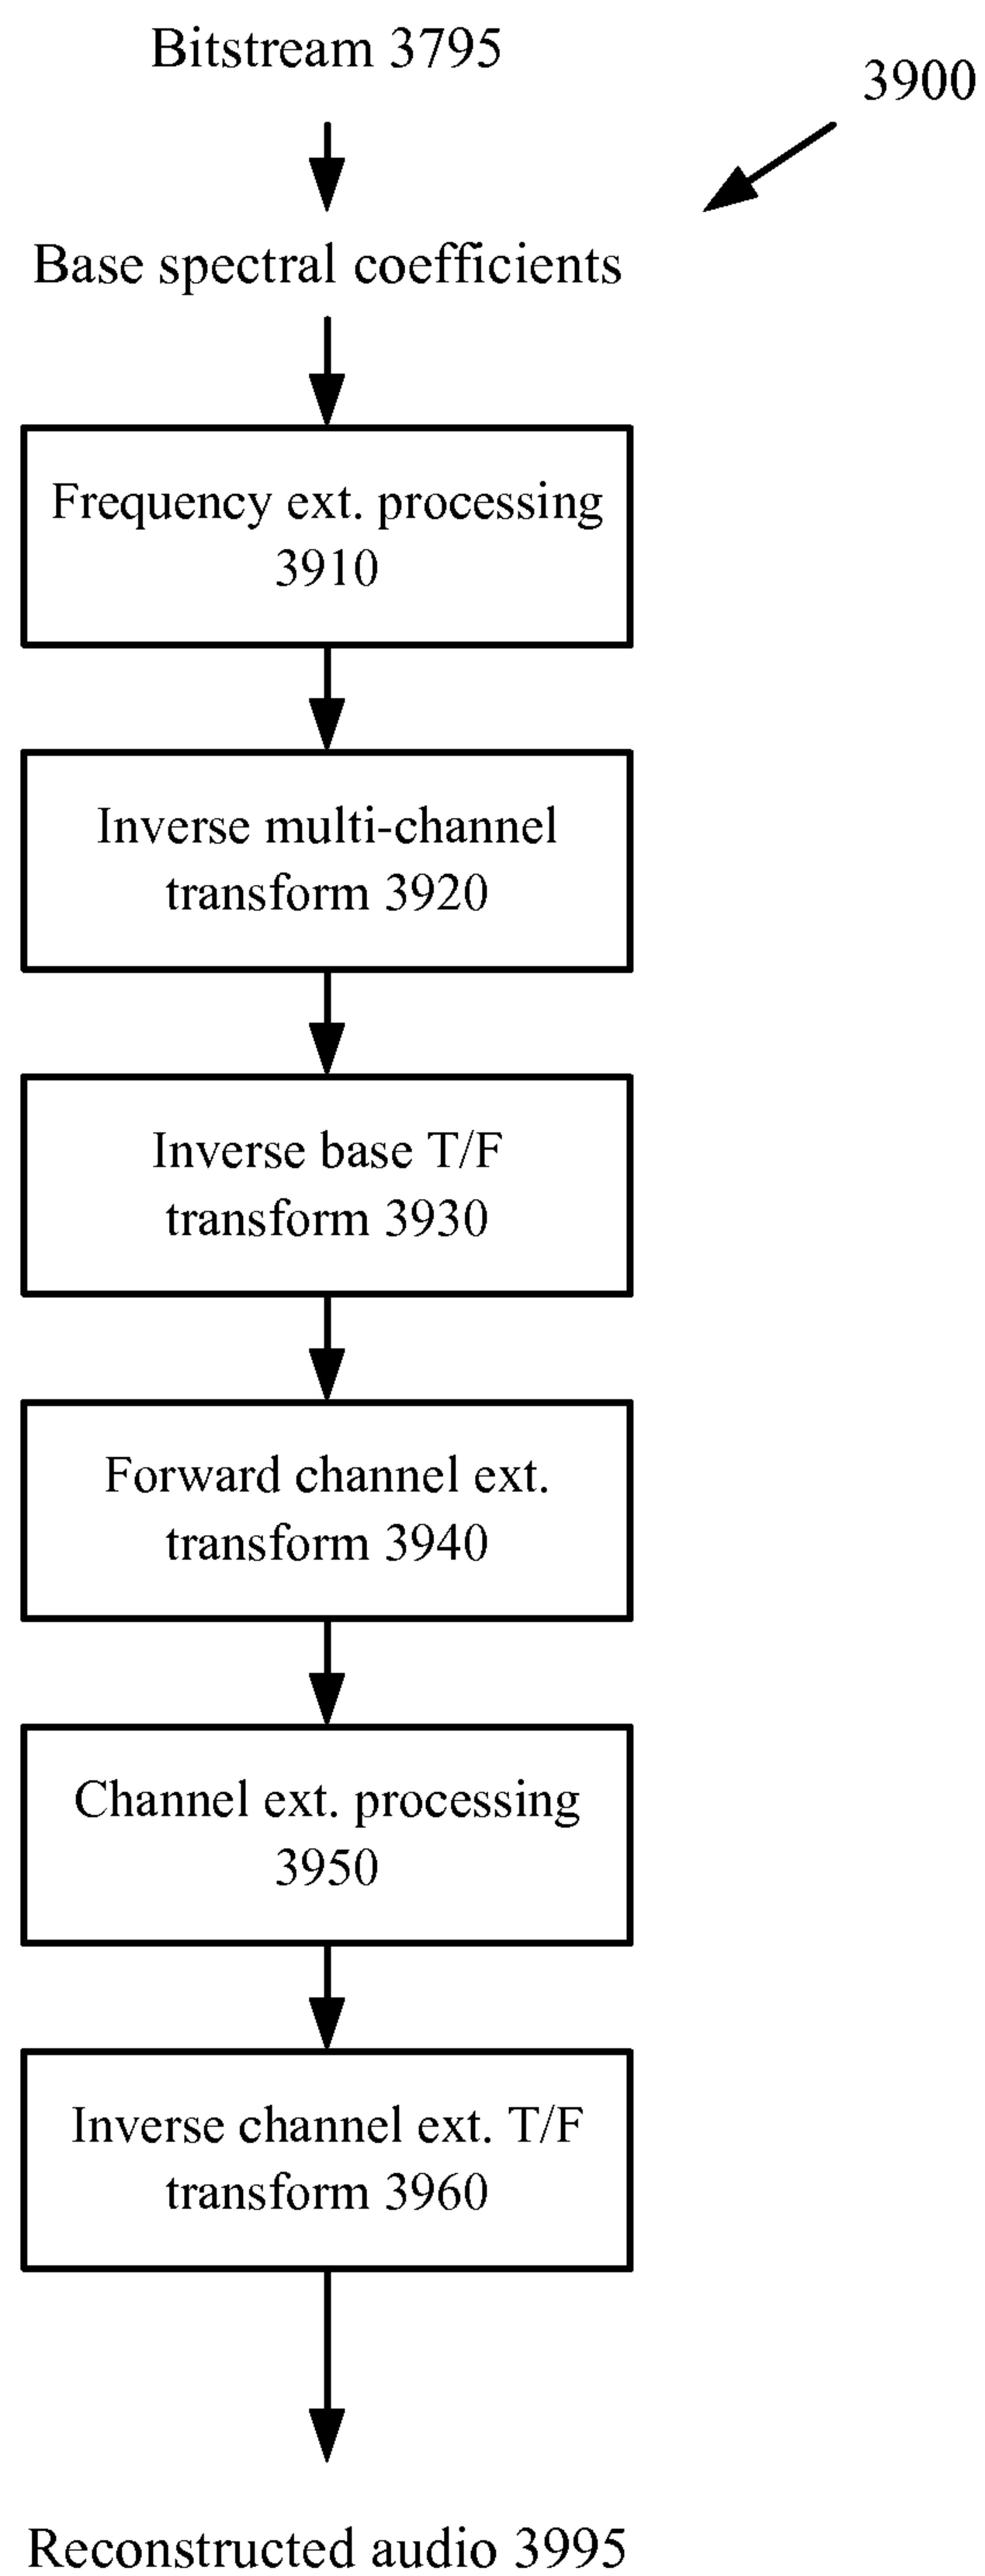 Bitstream 3795
3900
Base spectral coefficients
Frequency ext. processing
3910
Inverse multi-channel
transform 3920
Inverse base T/F
transform 3930
Forward channel ext.
transform 3940
Channel ext. processing
3950
Inverse channel ext. T/F
transform 3960
Reconstructed audio 3995